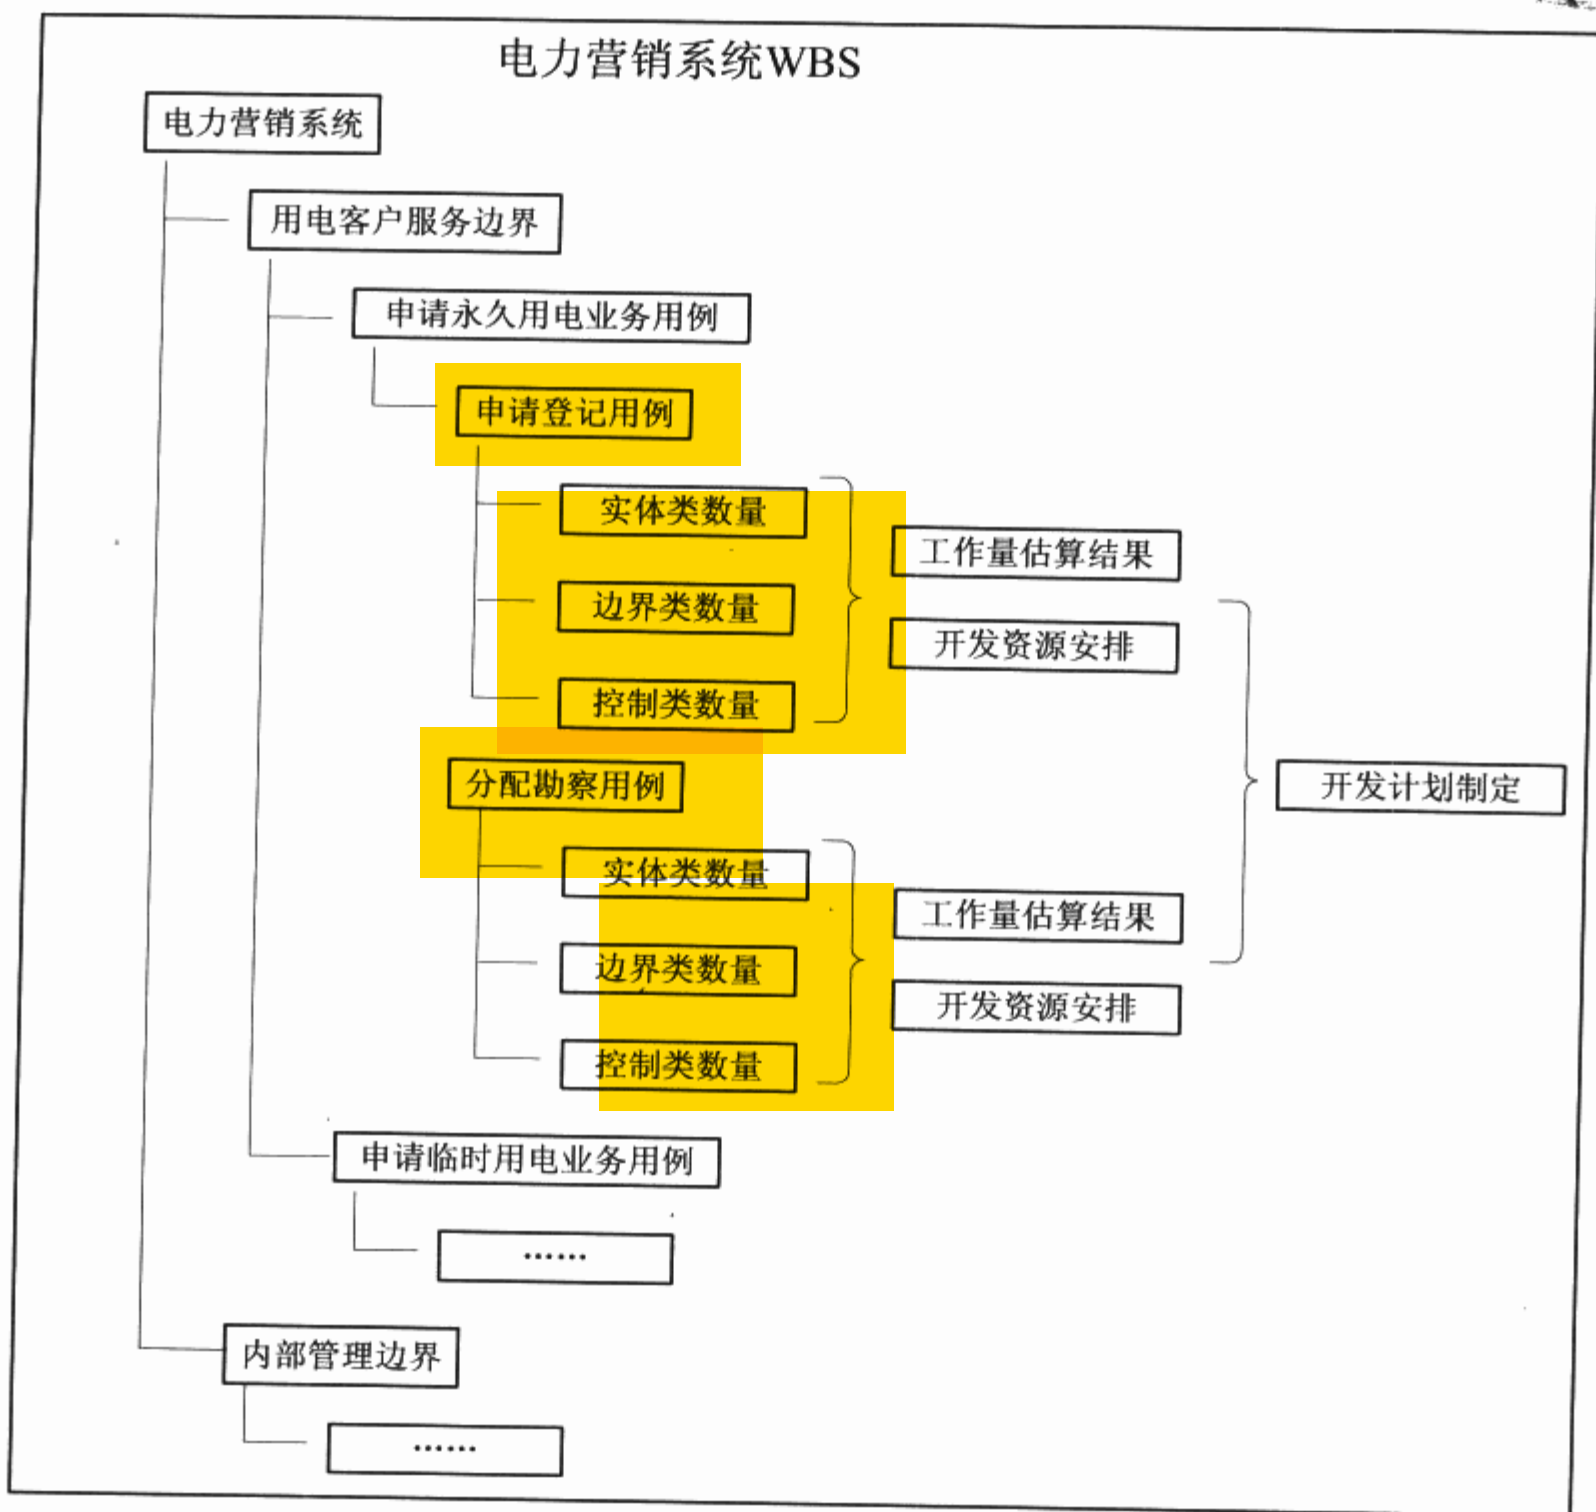 电力营销系统WBS
电力营销系统
用电客户服务边界
申请永久用电业务用例
申请登记用例
实体类数量
工作量估算结果
边界类数量
开发资源安排
控制类数量
分配勘察用例
开发计划制定
实体类数量
工作量估算结果
边界类数量
开发资源安排
控制类数量
申请临时用电业务用例
……
内部管理边界
……